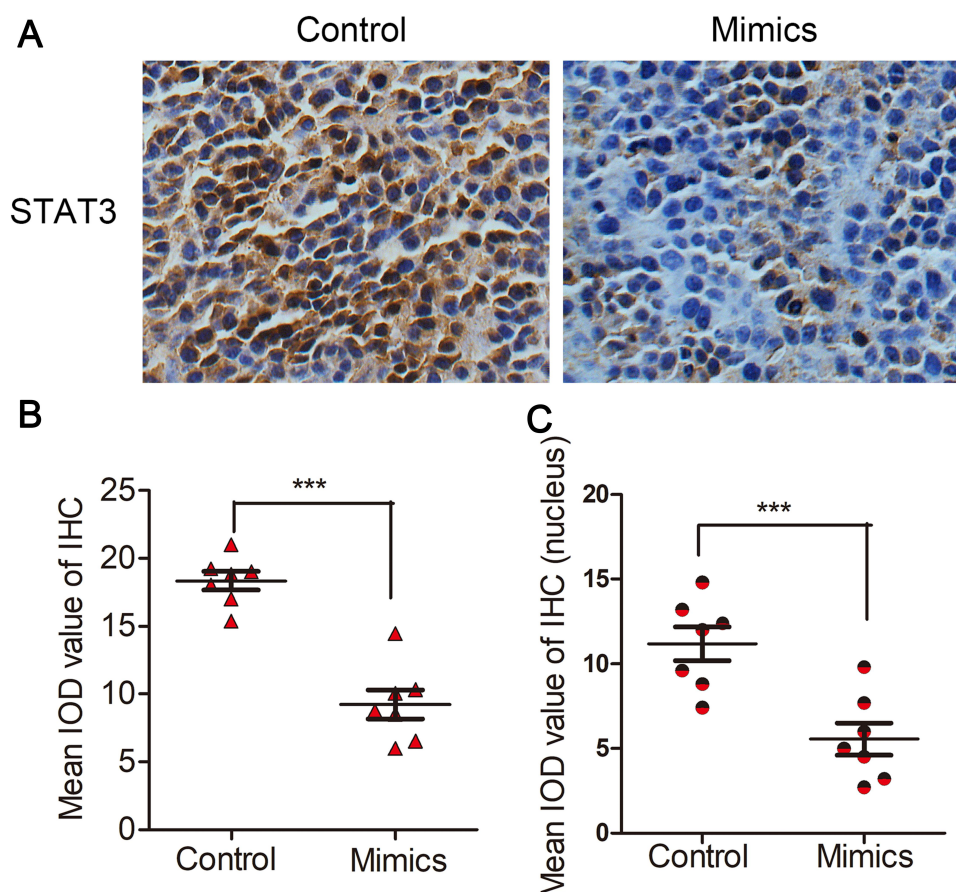 A
Control
Mimics
STAT3
B
Mean IOD value of IHC
25
20
15
10
5
0
***
Control
Mimics
C
Mean IOD value of IHC (nucleus)
20
15
10
5
0
***
Control
Mimics